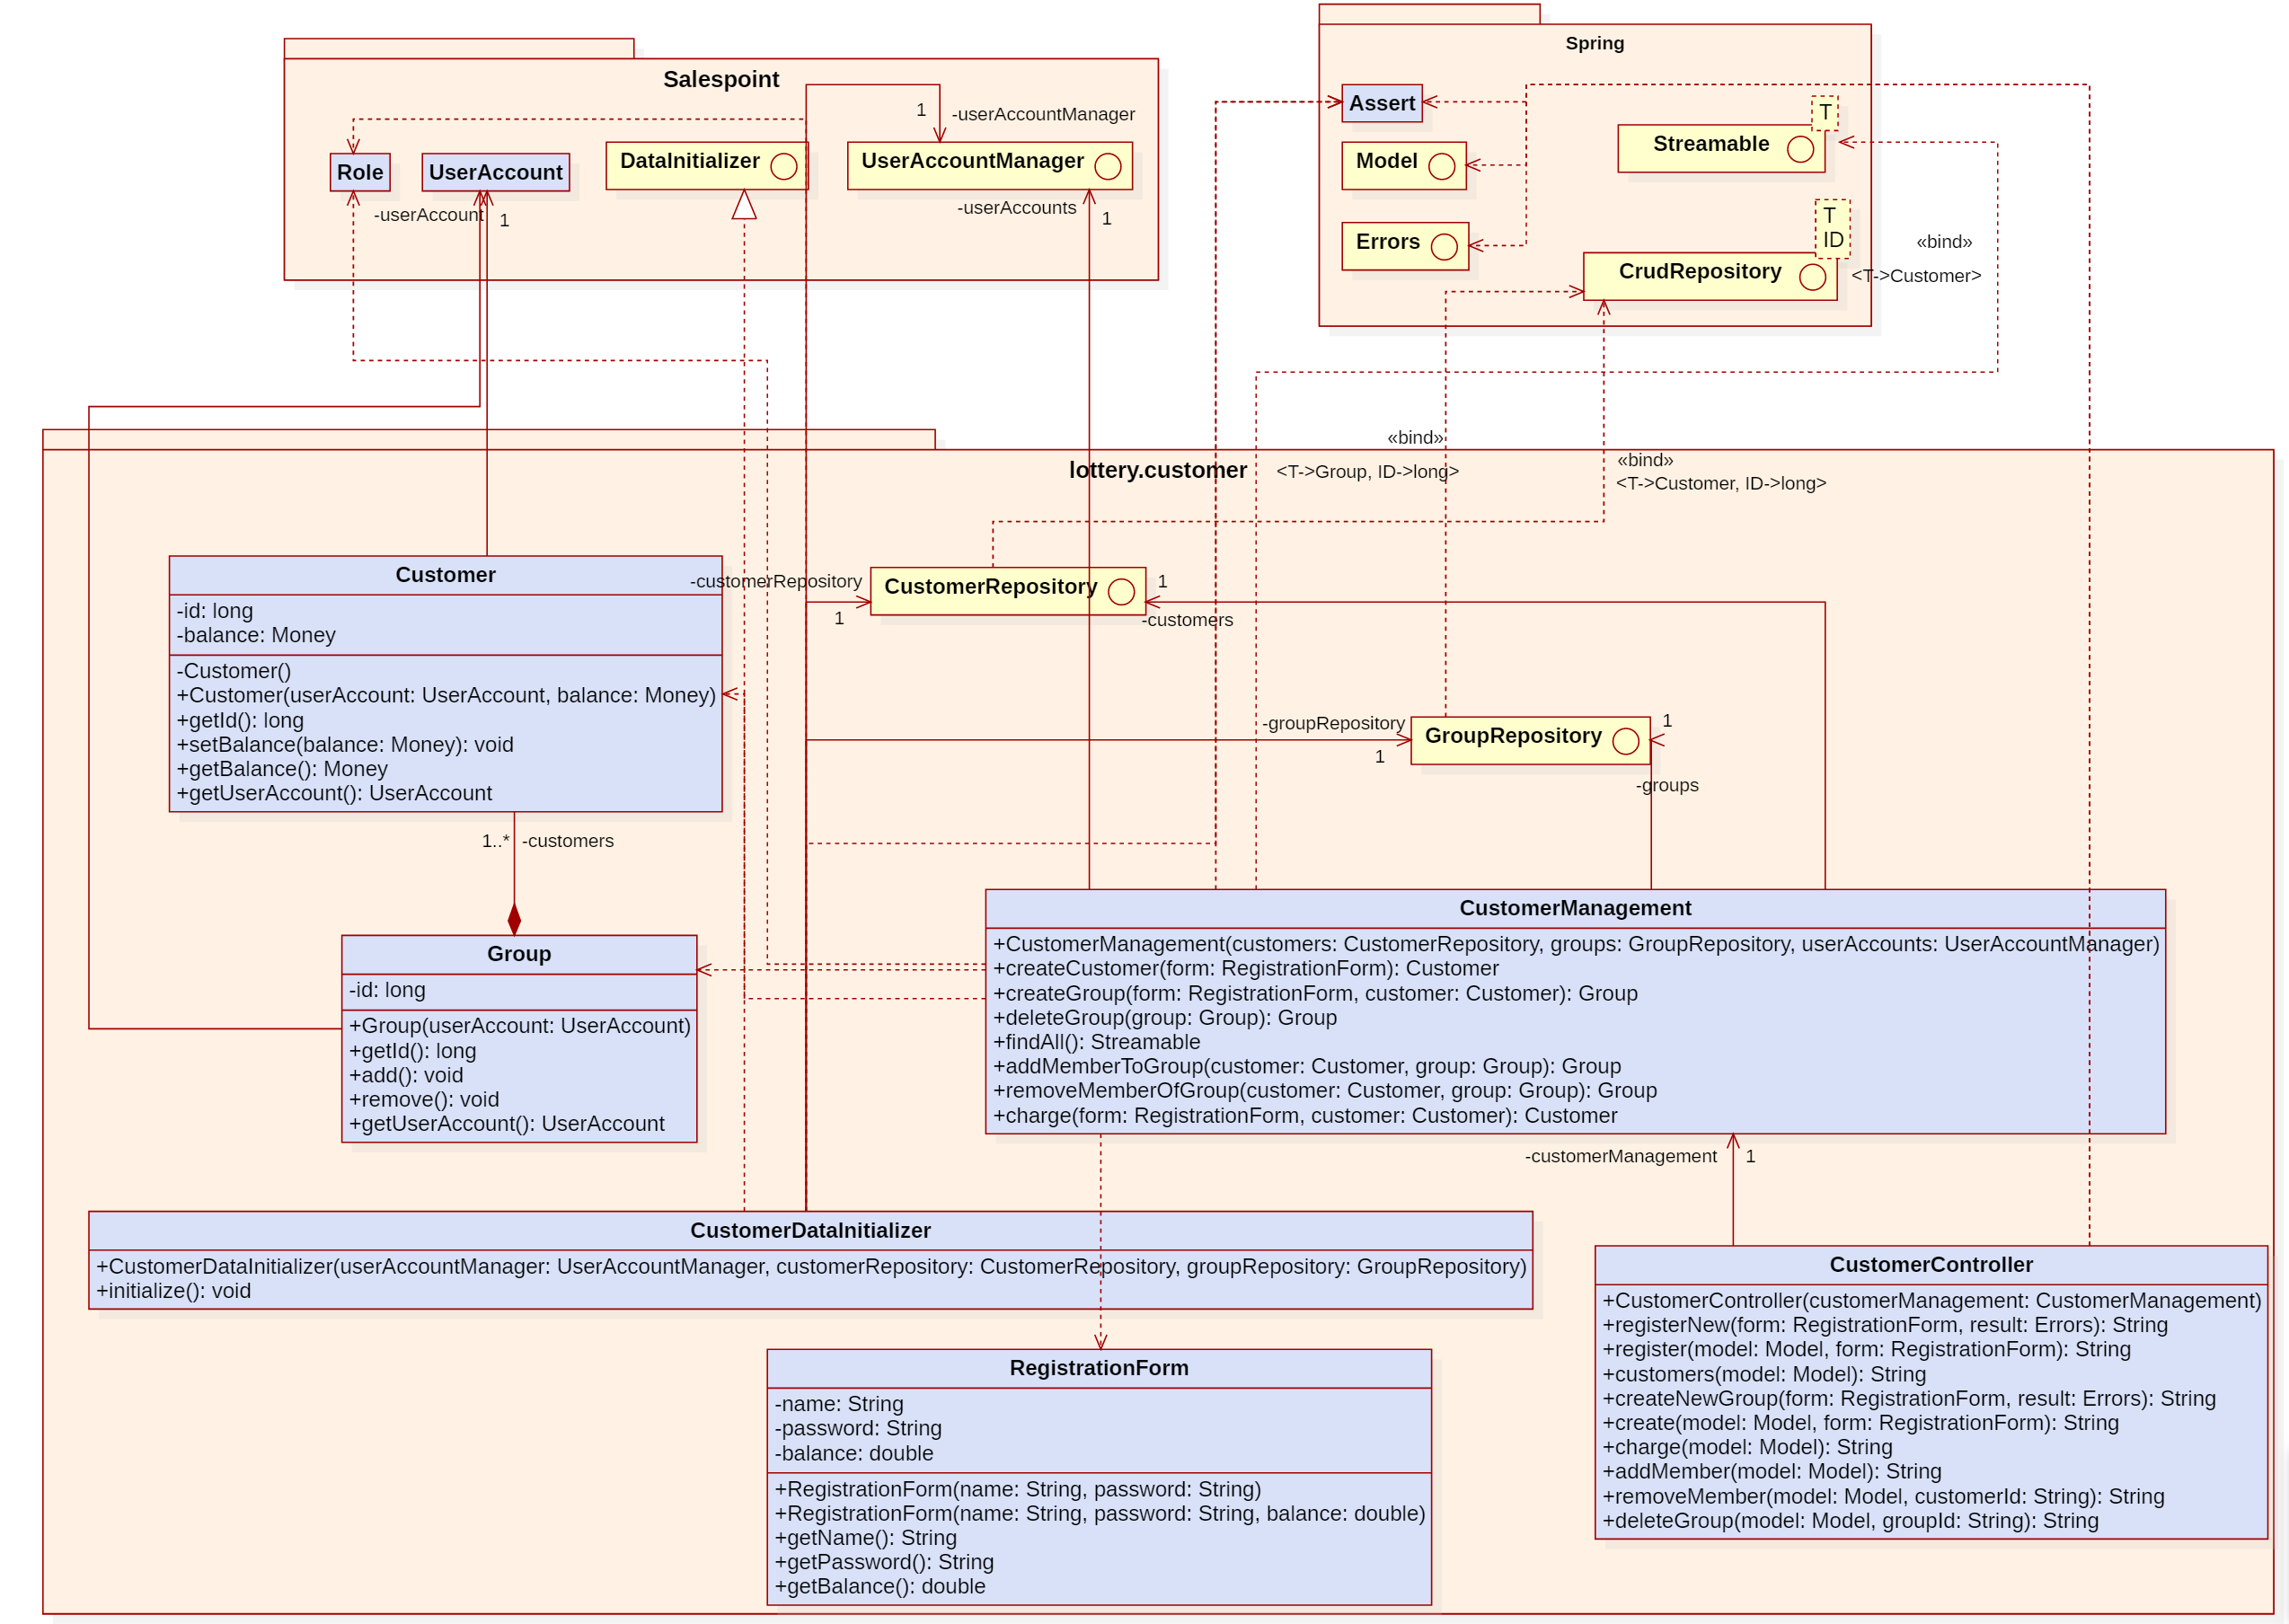 Spring
Salespoint
Assert
T
Streamable
1
-userAccountManager
DataInitializer
UserAccountManager
Model
Role
UserAccount
-userAccount
1
-userAccounts
1
T
ID
Errors
«bind»
CrudRepository
<T->Customer>
«bind»
lottery.customer
<T->Group, ID->long>
«bind»
<T->Customer, ID->long>
Customer
-id: long
-balance: Money
-Customer()
+Customer(userAccount: UserAccount, balance: Money)
+getId(): long
+setBalance(balance: Money): void
+getBalance(): Money
+getUserAccount(): UserAccount
-customerRepository
1
CustomerRepository
1
-customers
-groupRepository
1
GroupRepository
1
-groups
1..*
-customers
Group
-id: long
+Group(userAccount: UserAccount)
+getId(): long
+add(): void
+remove(): void
+getUserAccount(): UserAccount
CustomerManagement
+CustomerManagement(customers: CustomerRepository, groups: GroupRepository, userAccounts: UserAccountManager)
+createCustomer(form: RegistrationForm): Customer
+createGroup(form: RegistrationForm, customer: Customer): Group
+deleteGroup(group: Group): Group
+findAll(): Streamable
+addMemberToGroup(customer: Customer, group: Group): Group
+removeMemberOfGroup(customer: Customer, group: Group): Group
+charge(form: RegistrationForm, customer: Customer): Customer
-customerManagement
1
CustomerDataInitializer
+CustomerDataInitializer(userAccountManager: UserAccountManager, customerRepository: CustomerRepository, groupRepository: GroupRepository)
+initialize(): void
CustomerController
+CustomerController(customerManagement: CustomerManagement)
+registerNew(form: RegistrationForm, result: Errors): String
+register(model: Model, form: RegistrationForm): String
+customers(model: Model): String
+createNewGroup(form: RegistrationForm, result: Errors): String
+create(model: Model, form: RegistrationForm): String
+charge(model: Model): String
+addMember(model: Model): String
+removeMember(model: Model, customerId: String): String
+deleteGroup(model: Model, groupId: String): String
RegistrationForm
-name: String
-password: String
-balance: double
+RegistrationForm(name: String, password: String)
+RegistrationForm(name: String, password: String, balance: double)
+getName(): String
+getPassword(): String
+getBalance(): double